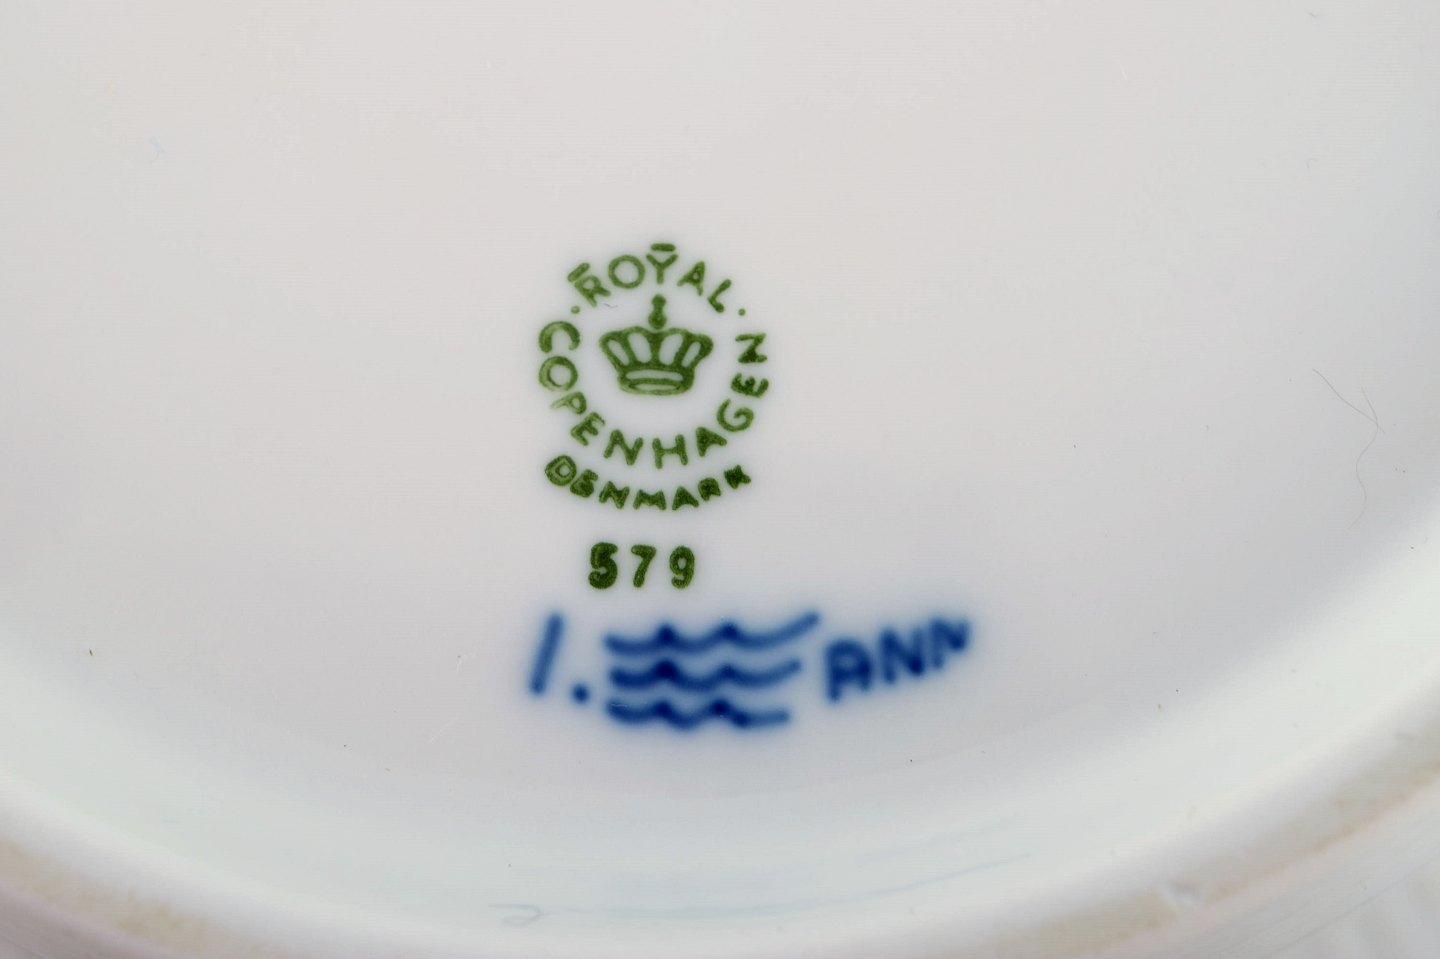 ROYAL
COPENHAGEN
DENMARK
579
1. ANN